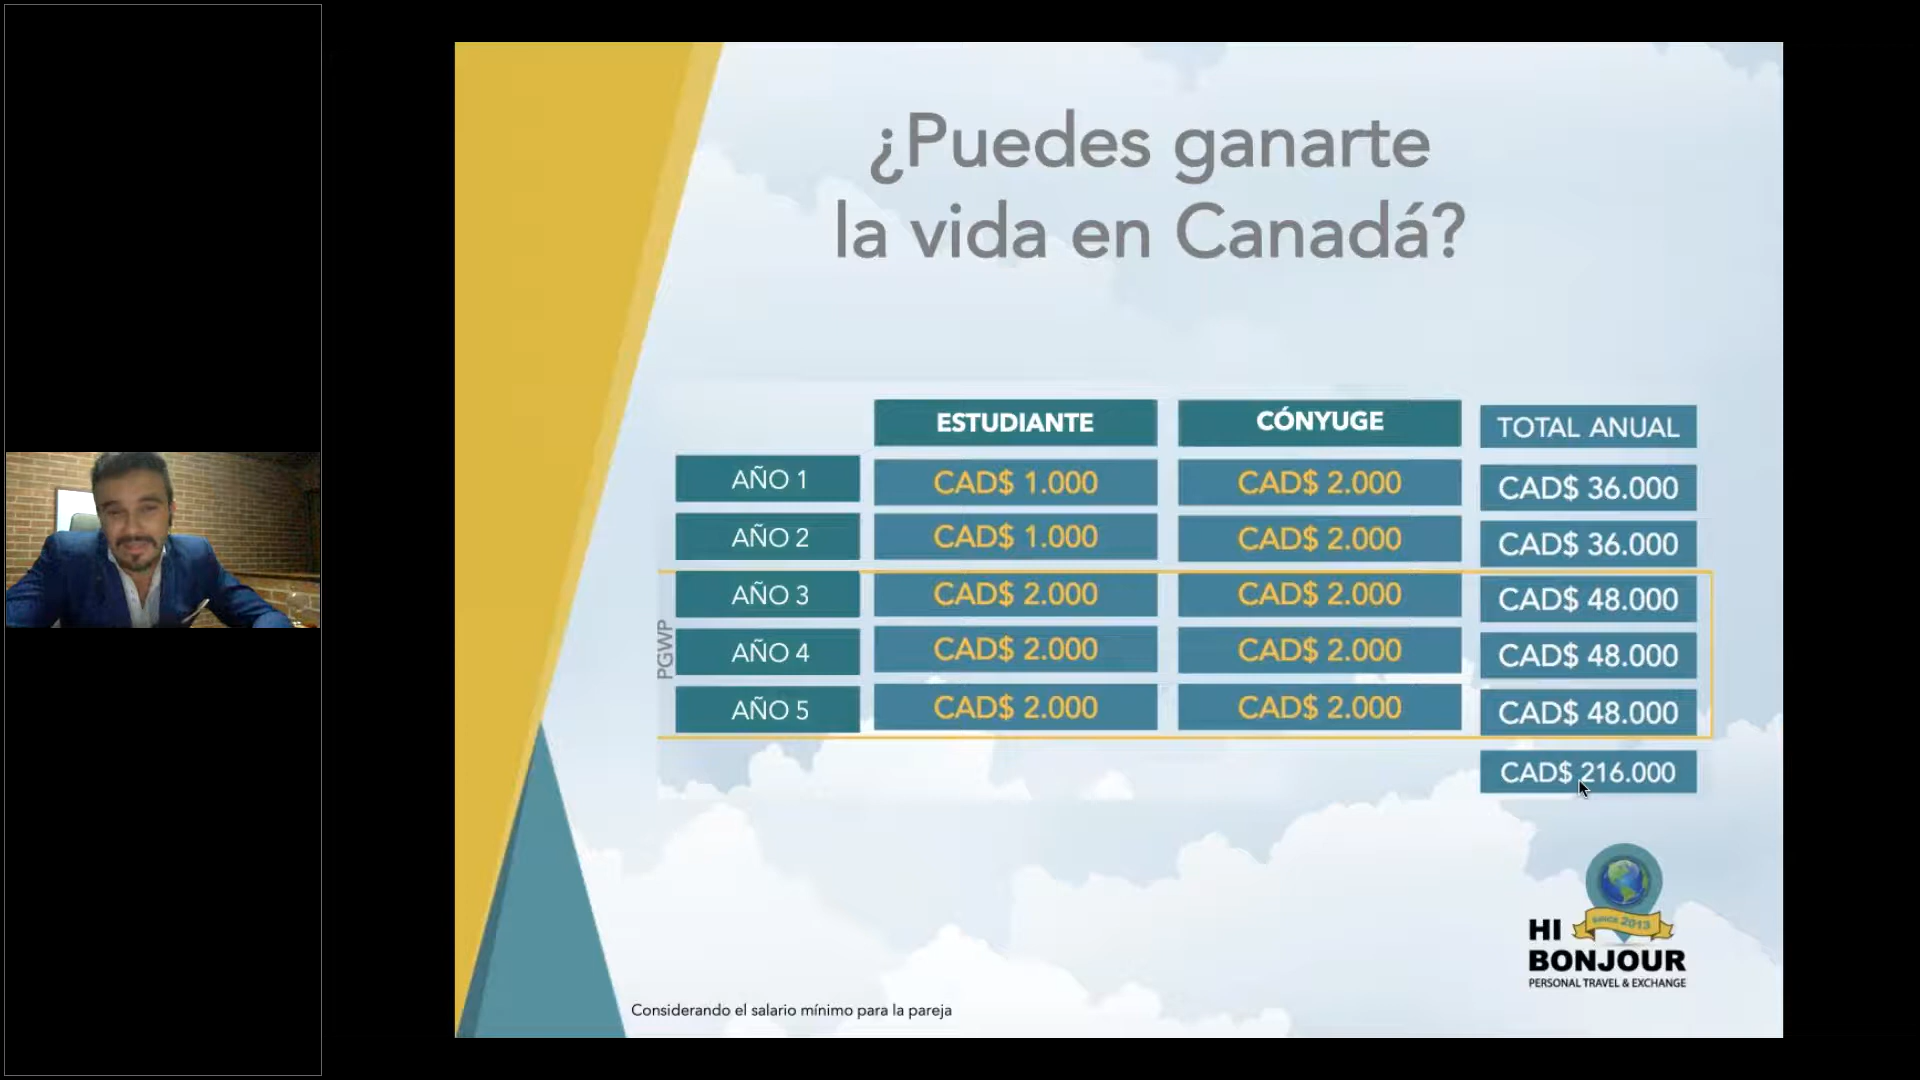 ¿Puedes ganarte
la vida en Canadá?
ESTUDIANTE CÓNYUGE TOTAL ANUAL
AÑO 1 CAD$ 1.000 CAD$ 2.000 CAD$ 36.000
AÑO 2 CAD$ 1.000 CAD$ 2.000 CAD$ 36.000
AÑO 3 CAD$ 2.000 CAD$ 2.000 CAD$ 48.000
PGWP
AÑO 4 CAD$ 2.000 CAD$ 2.000 CAD$ 48.000
AÑO 5 CAD$ 2.000 CAD$ 2.000 CAD$ 48.000
CAD$ 216.000
SINCE 2013
HI
BONJOUR
PERSONAL TRAVEL & EXCHANGE
Considerando el salario mínimo para la pareja